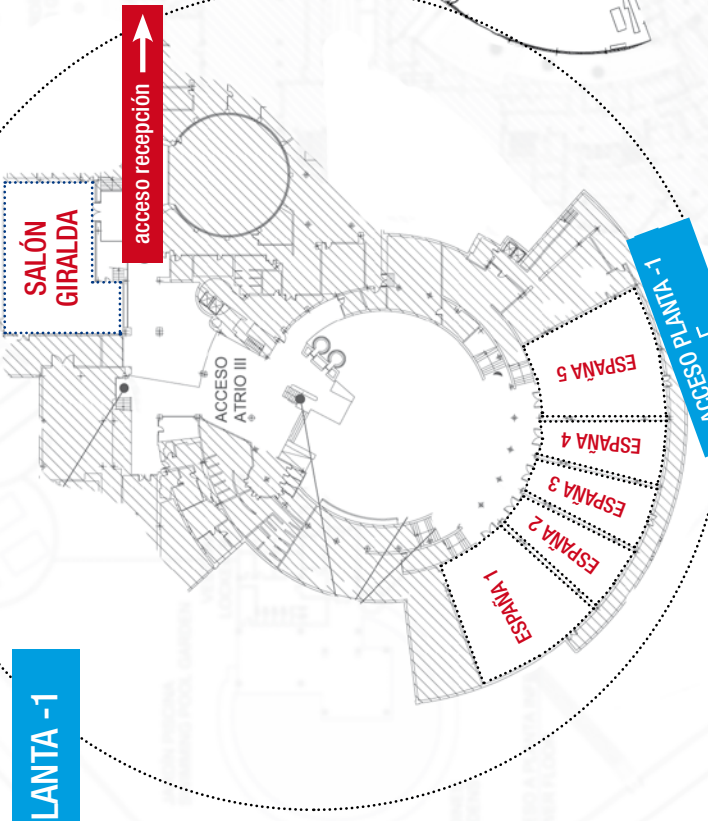 acceso recepción
SALÓN
GIRALDA
ACCESO
ATRIO III
ESPAÑA 1
ESPAÑA 2
ESPAÑA 3
ESPAÑA 4
ESPAÑA 5
ACCESO PLANTA -1
LANTA -1